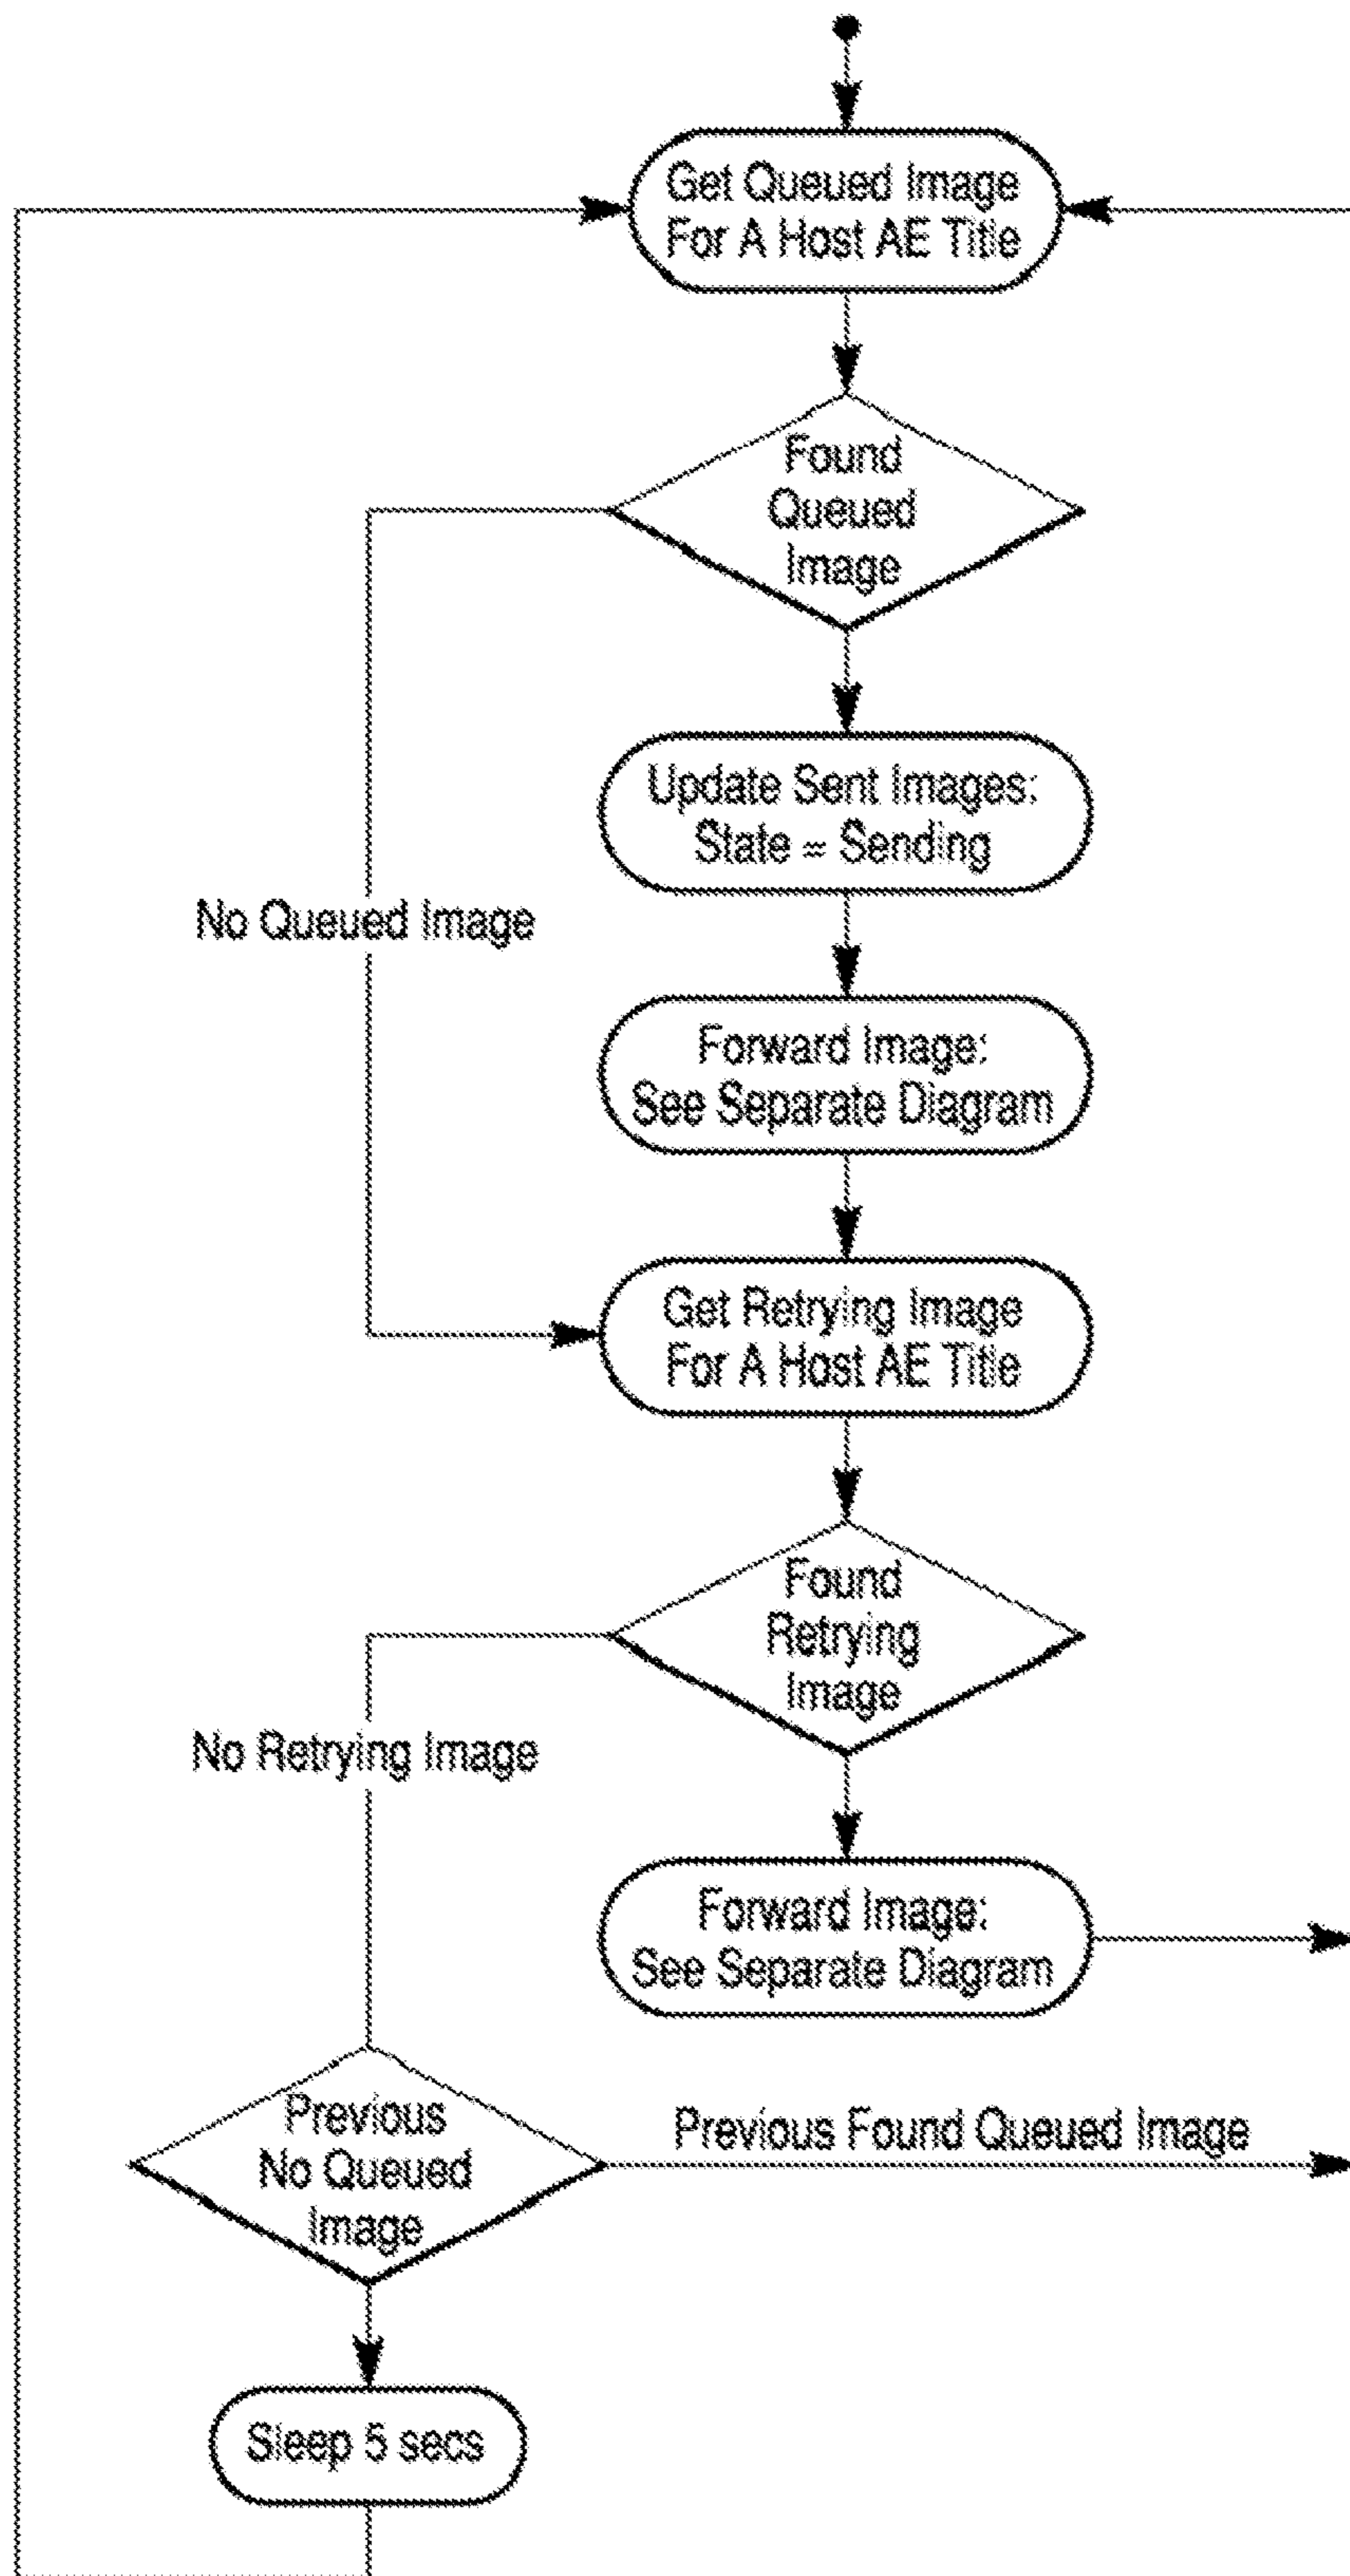 Get Queued Image
For A Host AE Title
Found
Queued
Image
Update Sent Images:
State = Sending
No Queued Image
Forward Image:
See Separate Diagram
Get Retrying Image
For A Host AE Title
Found
Retrying
Image
No Retrying Image
Forward Image:
See Separate Diagram
Previous
No Queued
Image
Previous Found Queued Image
Sleep 5 secs